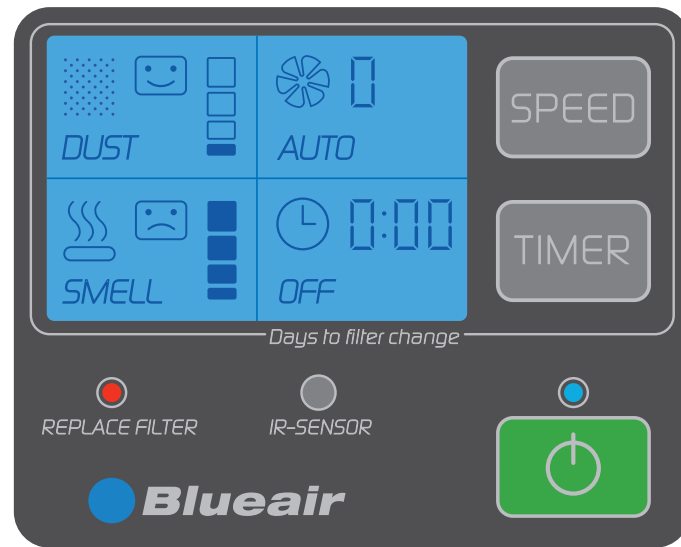 DUST
0
AUTO
SPEED
SMELL
0:00
OFF
TIMER
Days to filter change
REPLACE FILTER
IR-SENSOR
Blueair